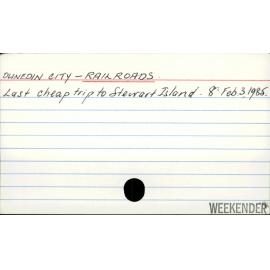 DUNEDIN CITY - RAILROADS.
Last cheap trip to Stewart Island. 8. Feb 3 1985.
WEEKENDER